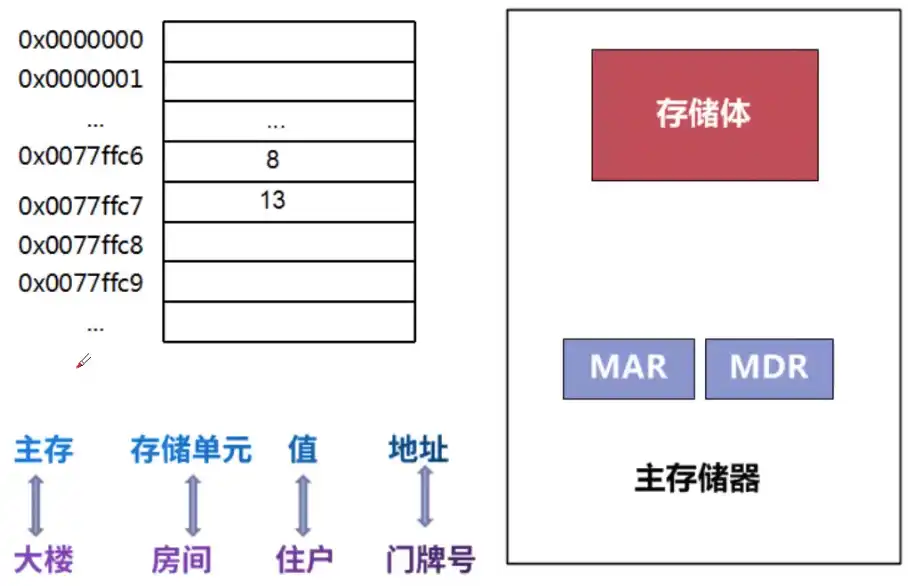 0x0000000
0x0000001
... ...
0x0077ffc6 8
0x0077ffc7 13
0x0077ffc8
0x0077ffc9
...
主存 存储单元 值 地址
大楼 房间 住户 门牌号
存储体
MAR MDR
主存储器